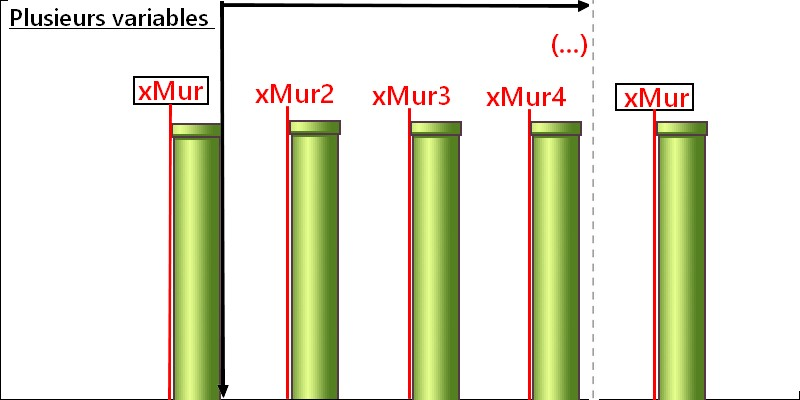 Plusieurs variables
(...)
xMur
xMur2
xMur3
xMur4
xMur